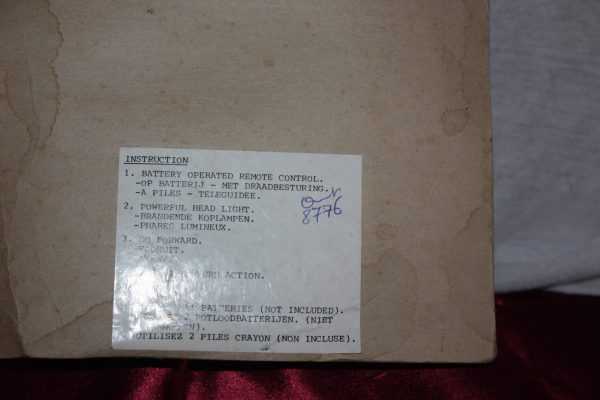 INSTRUCTION
1. BATTERY OPERATED REMOTE CONTROL.
-OP BATTERIJ - MET DRAADBESTURING.
-A PILES - TELEGUIDEE.
2. POWERFUL HEAD LIGHT.
-BRANDENDE KOPLAMPEN.
-PHARES LUMINEUX.
8776
3. GO FORWARD.
ACTION.
BATTERIES (NOT INCLUDED).
POTLOODBATTERIJEN. (NIET
UTILISEZ 2 PILES CRAYON (NON INCLUSE).